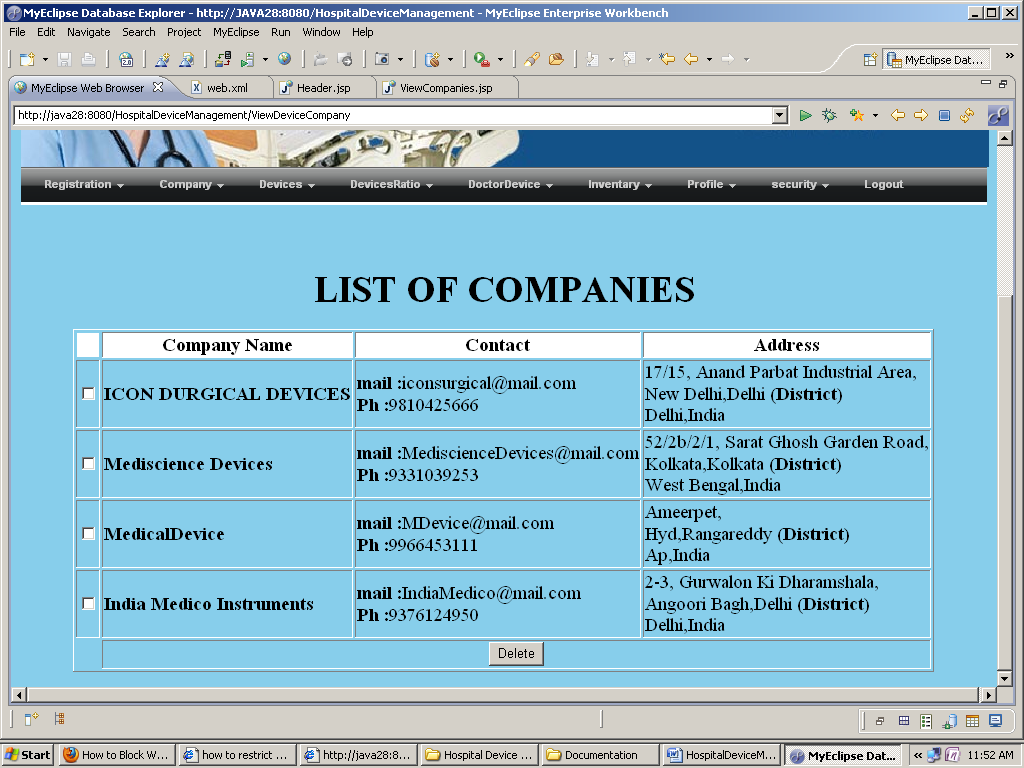 MyEclipse Database Explorer - http://JAVA28:8080/HospitalDeviceManagement - MyEclipse Enterprise Workbench
File Edit Navigate Search Project MyEclipse Run Window Help
MyEclipse Dat...
MyEclipse Web Browser web.xml Header.jsp ViewCompanies.jsp
http://java28:8080/HospitalDeviceManagement/ViewDeviceCompany
Registration Company Devices DevicesRatio DoctorDevice Inventory Profile security Logout
LIST OF COMPANIES
Company Name Contact Address
ICON DURGICAL DEVICES
mail :iconsurgical@mail.com
Ph :9810425666
17/15, Anand Parbat Industrial Area,
New Delhi,Delhi (District)
Delhi,India
Mediscience Devices
mail :MediscienceDevices@mail.com
Ph :9331039253
52/2b/2/1, Sarat Ghosh Garden Road,
Kolkata,Kolkata (District)
West Bengal,India
MedicalDevice
mail :MDevice@mail.com
Ph :9966453111
Ameerpet,
Hyd,Rangareddy (District)
Ap,India
India Medico Instruments
mail :IndiaMedico@mail.com
Ph :9376124950
2-3, Gurwalon Ki Dharamshala,
Angoori Bagh,Delhi (District)
Delhi,India
Delete
Start How to Block W... how to restrict ... http://java28:8... Hospital Device ... Documentation HospitalDeviceM... MyEclipse Dat... 11:52 AM